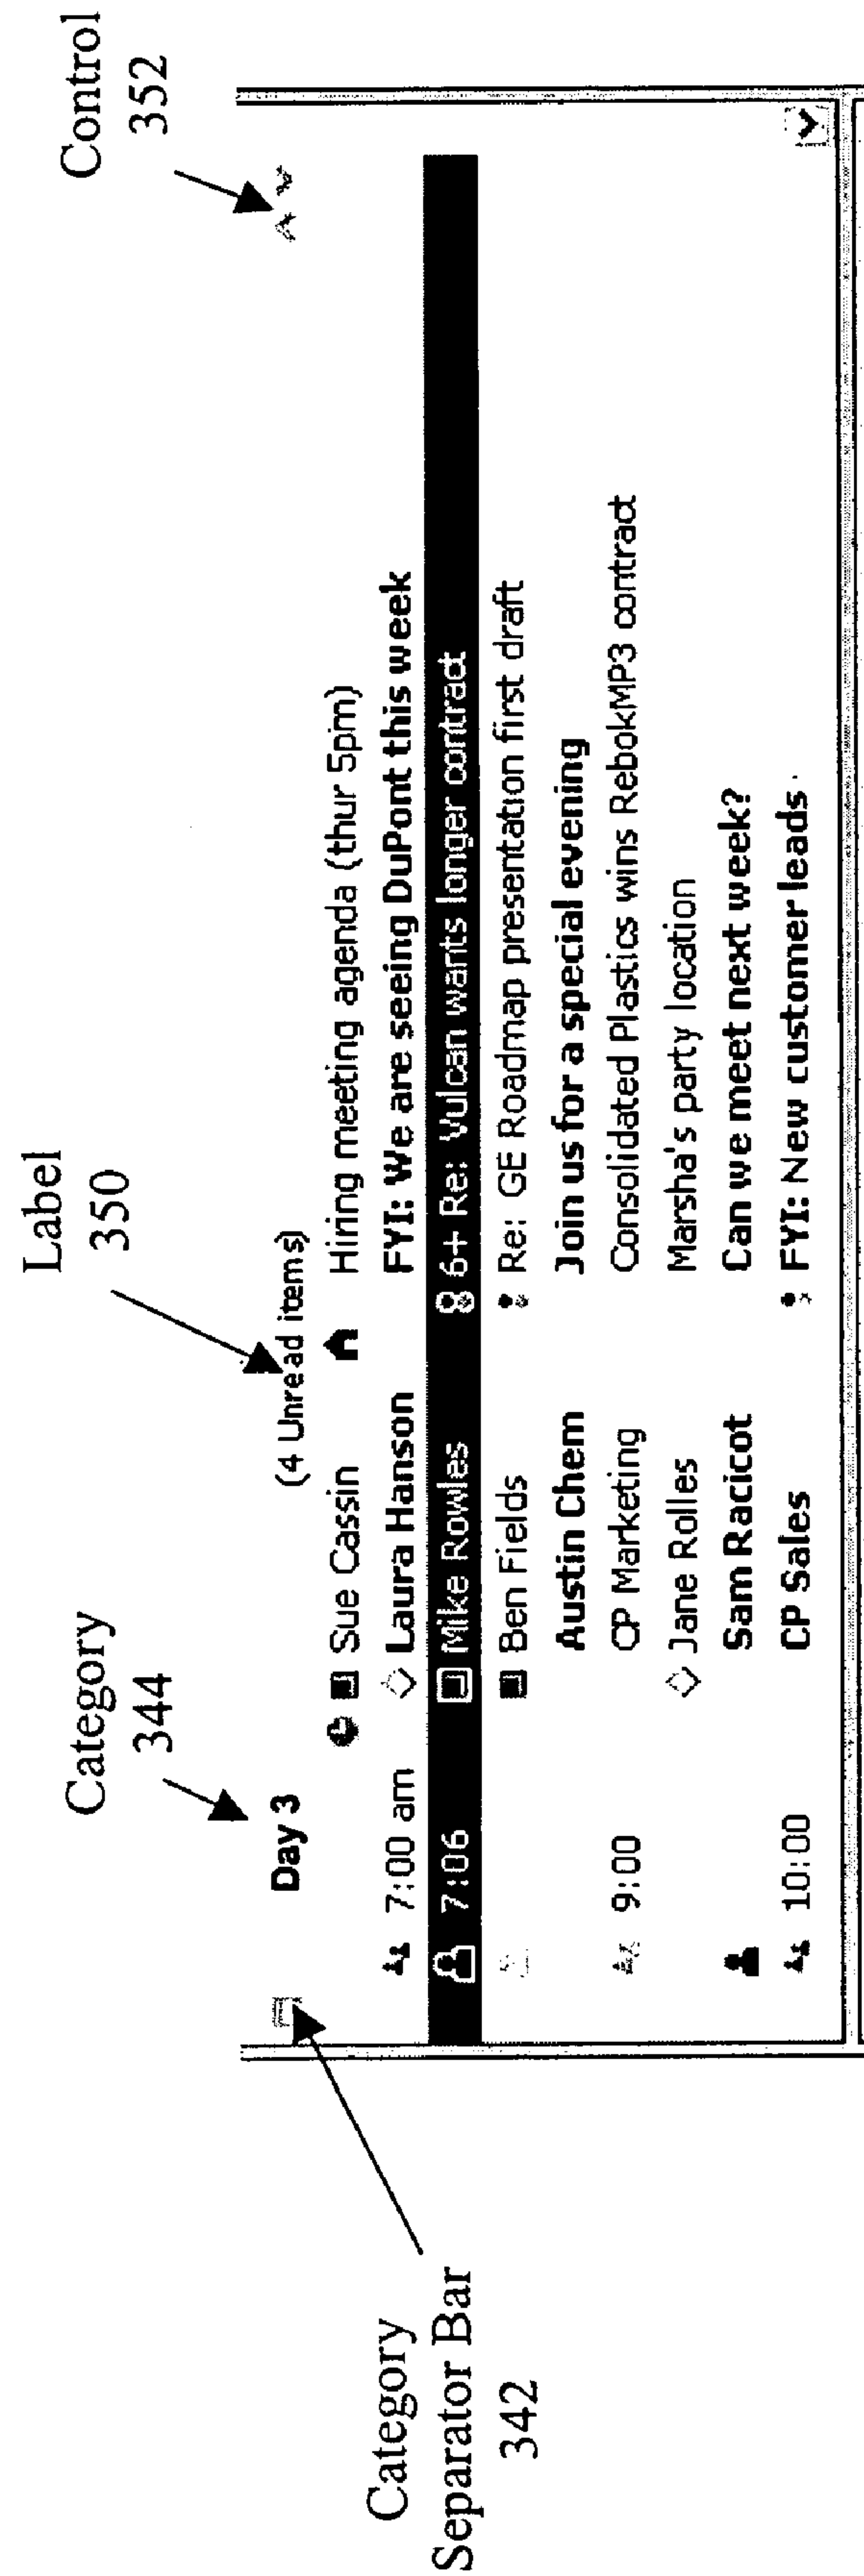 Category
Separator Bar
342
Category
344
Label
350
Control
352
Day 3 (4 Unread items)
Sue Cassin Hiring meeting agenda (thur 5pm)
7:00 am Laura Hanson FYI: We are seeing DuPont this week
7:06 Mike Rowles 6+ Re: Vulcan wants longer contract
Ben Fields Re: GE Roadmap presentation first draft
Austin Chem Join us for a special evening
9:00 CP Marketing Consolidated Plastics wins RebokMP3 contract
Jane Rolles Marsha's party location
Sam Racicot Can we meet next week?
10:00 CP Sales FYI: New customer leads